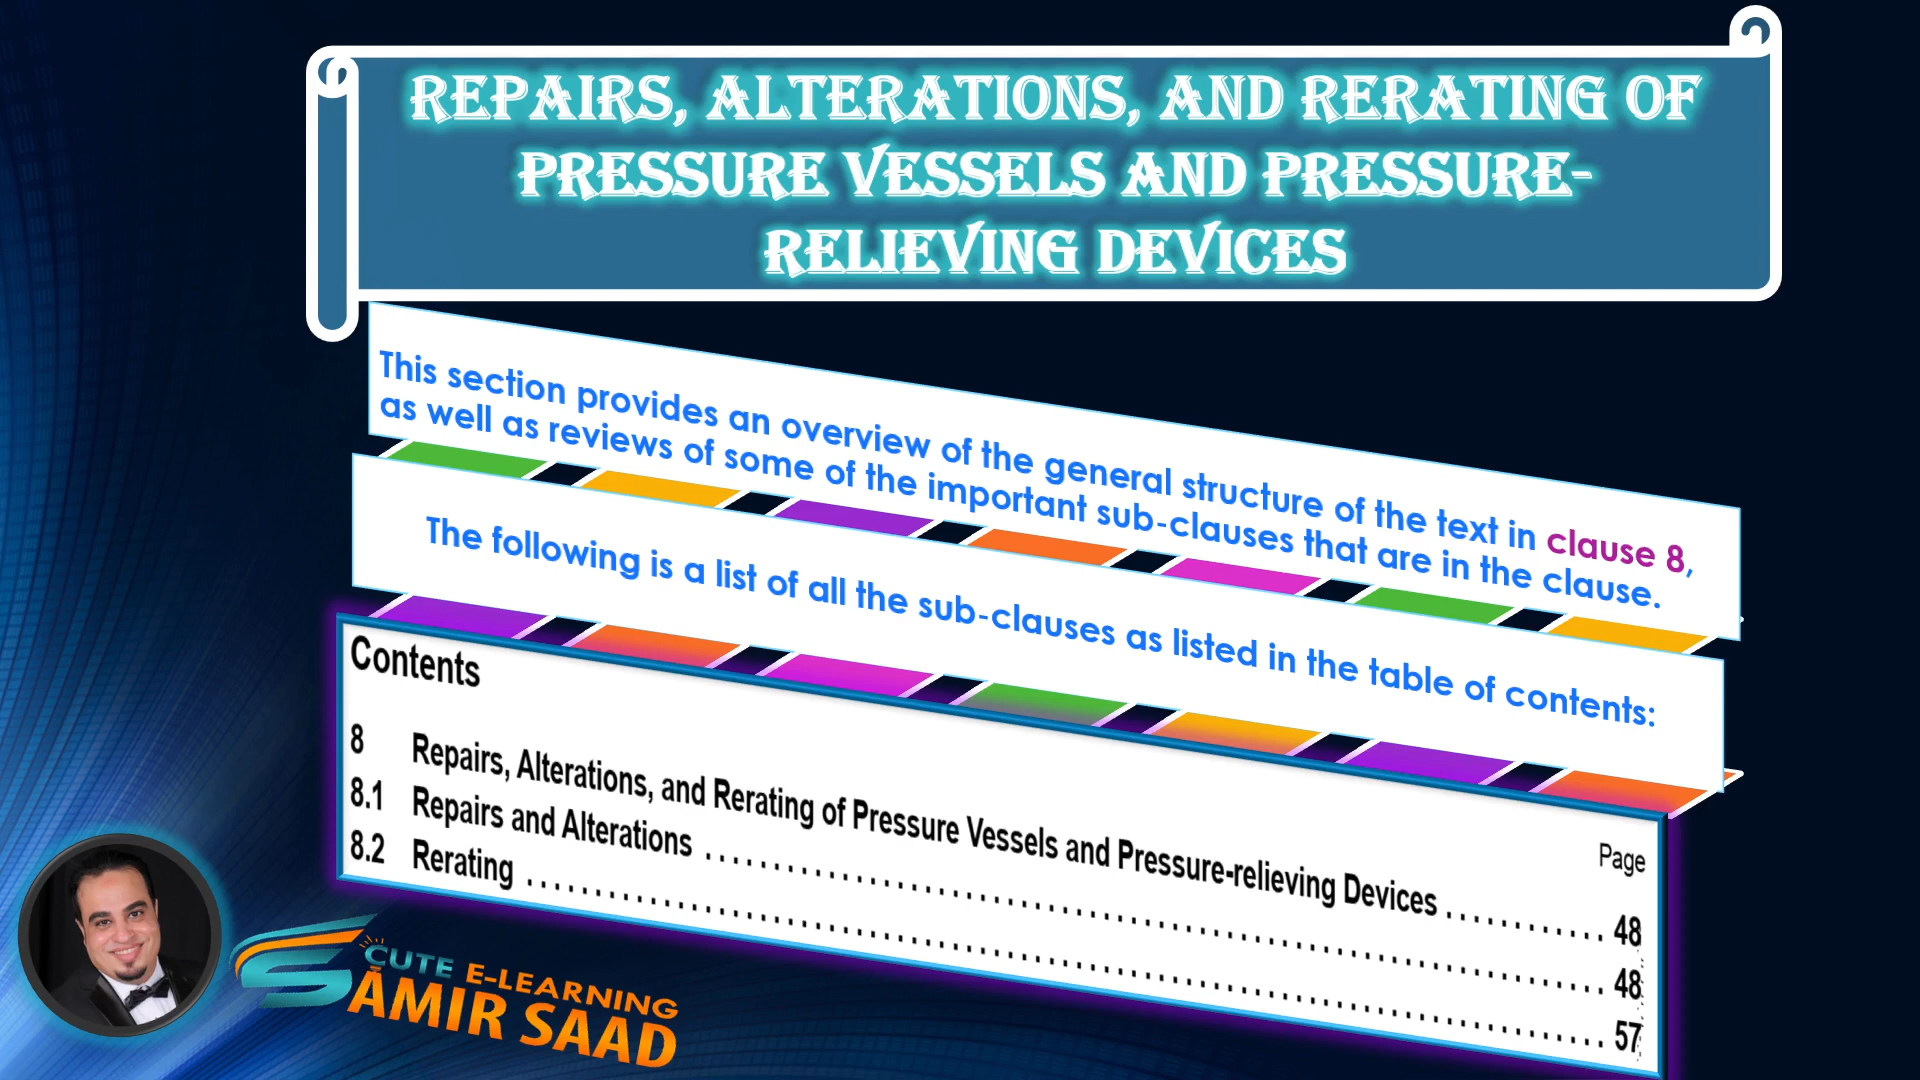 REPAIRS, ALTERATIONS, AND RERATING OF
PRESSURE VESSELS AND PRESSURE-
RELIEVING DEVICES
This section provides an overview of the general structure of the text in clause 8,
as well as reviews of some of the important sub-clauses that are in the clause.
The following is a list of all the sub-clauses as listed in the table of contents:
Contents
Page
8 Repairs, Alterations, and Rerating of Pressure Vessels and Pressure-relieving Devices . . . . . . . . . . . 48
8.1 Repairs and Alterations . . . . . . . . . . . . . . . . . . . . . . . . . . . . . . . . . . . . . . . . . . . . . . . . . . . . . 48
8.2 Rerating . . . . . . . . . . . . . . . . . . . . . . . . . . . . . . . . . . . . . . . . . . . . . . . . . . . . . . . . . . . . . . . . 57
CUTE E-LEARNING
SAMIR SAAD